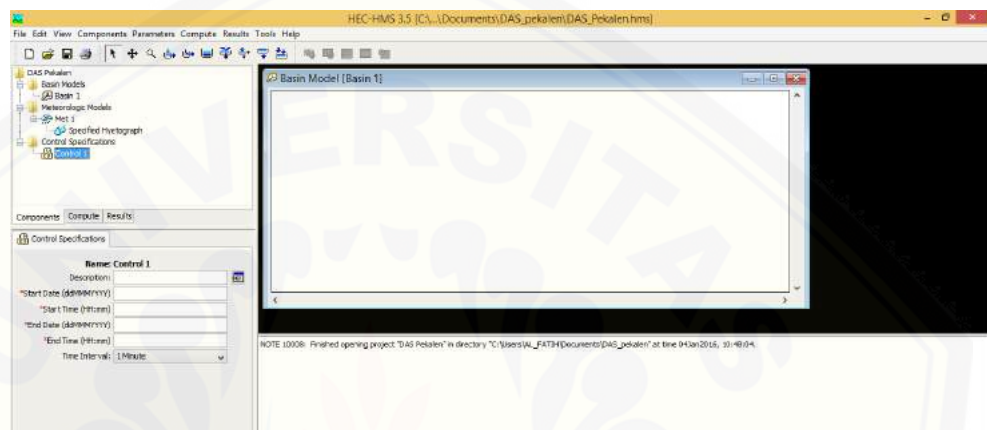 HEC-HMS 3.5 [C:\...\Documents\DAS_pekalen\DAS_Pekalen.hms]
File Edit View Components Parameters Compute Results Tools Help
DAS Pekalen
Basin Models
Basin 1
Meteorologic Models
Met 1
Specified Hyetograph
Control Specifications
Control 1
Components Compute Results
Basin Model [Basin 1]
Control Specifications
Name: Control 1
Description:
*Start Date (ddMMMYYYY)
*Start Time (HH:mm)
*End Date (ddMMMYYYY)
*End Time (HH:mm)
Time Interval: 1 Minute
NOTE 10008: Finished opening project "DAS Pekalen" in directory "C:\Users\AL_FATIH\Documents\DAS_pekalen" at time 04Jan2016, 10:48:04.
UNIVERSITAS